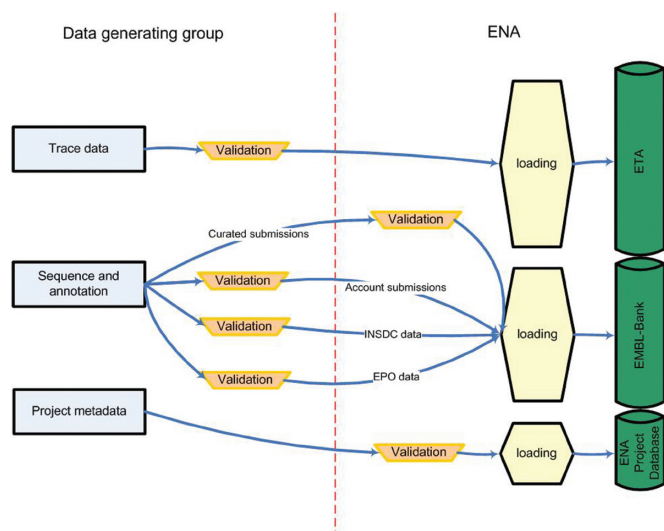 Data generating group
ENA
Trace data
Validation
loading
ETA
Curated submissions
Validation
Sequence and
annotation
Validation
Account submissions
Validation
INSDC data
loading
EMBL-Bank
Validation
EPO data
Project metadata
Validation
loading
ENA
Project
Database